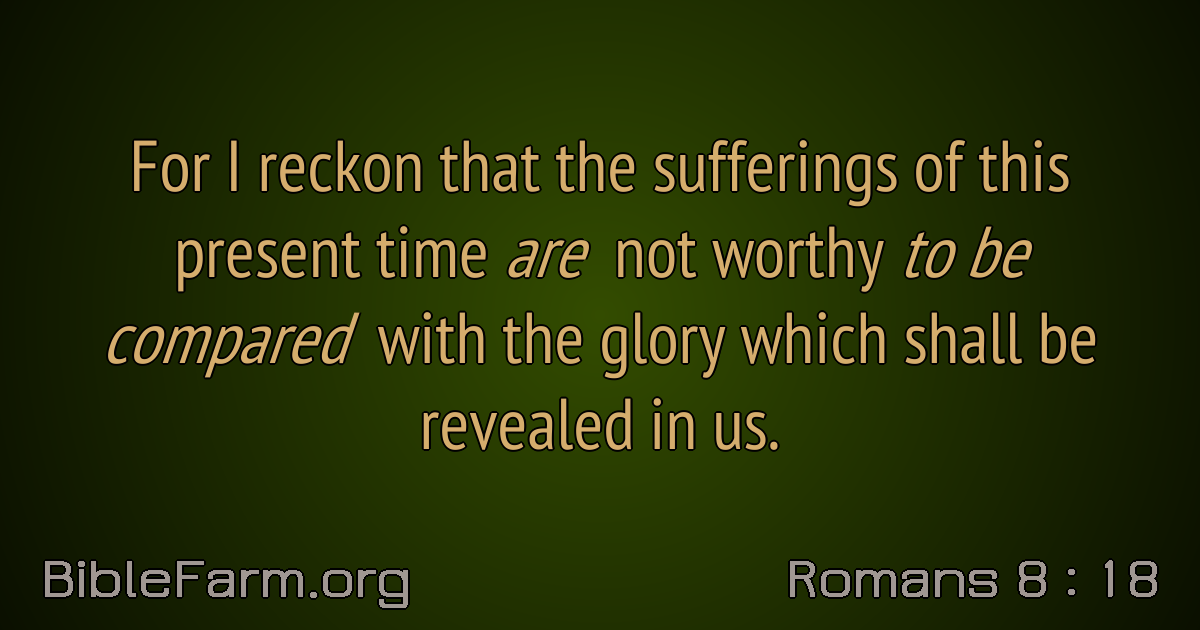 For I reckon that the sufferings of this
present time are not worthy to be
compared with the glory which shall be
revealed in us.
BibleFarm.org
Romans 8 : 18